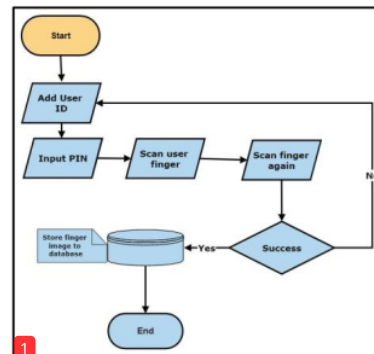 Start
Add User
ID
Input PIN
Scan user
finger
Scan finger
again
Store finger
image to
database
Yes
Success
End
1